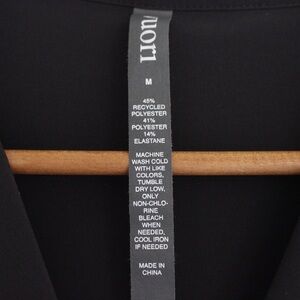 vuori
M
45%
RECYCLED
POLYESTER
41%
POLYESTER
14%
ELASTANE
MACHINE
WASH COLD
WITH LIKE
COLORS,
TUMBLE
DRY LOW,
ONLY
NON-CHLO-
RINE
BLEACH
WHEN
NEEDED,
COOL IRON
IF NEEDED
MADE IN
CHINA